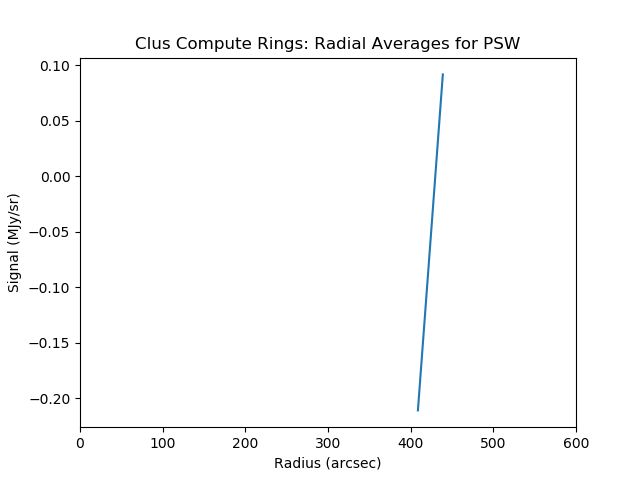 Clus Compute Rings: Radial Averages for PSW
0.10
0.05
0.00
−0.05
−0.10
−0.15
−0.20
Signal (MJy/sr)
0 100 200 300 400 500 600
Radius (arcsec)